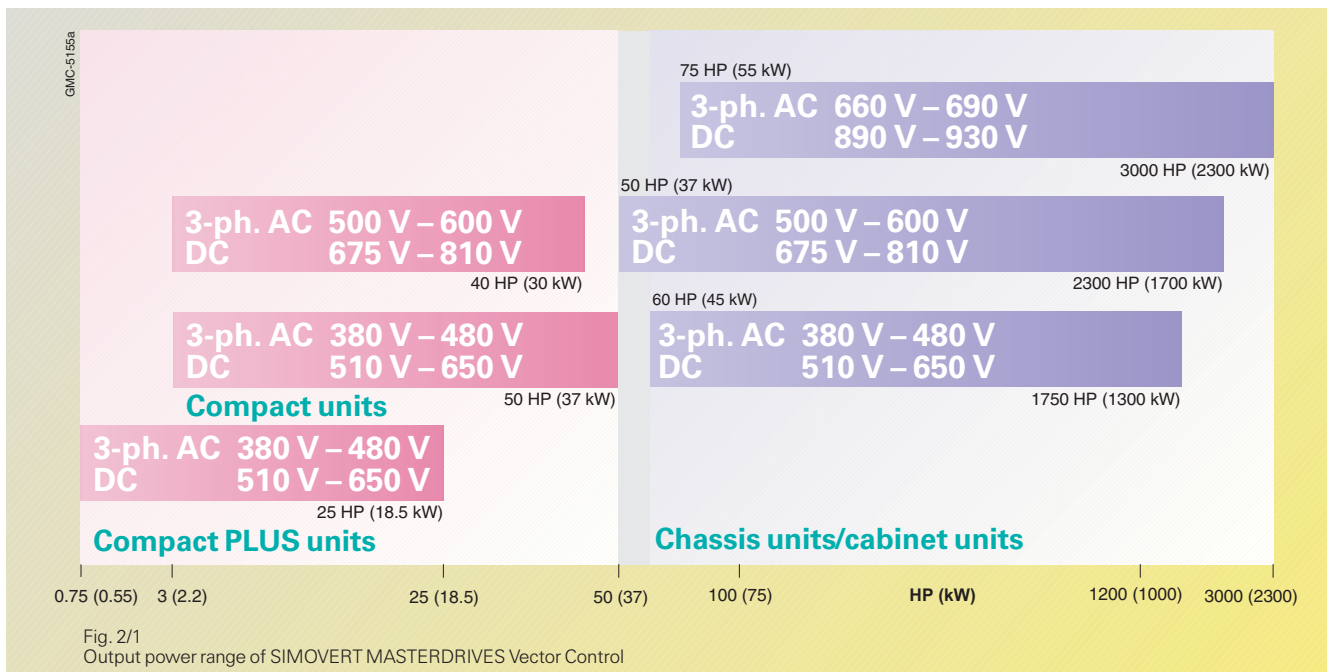 GMC-5155a
75 HP (55 kW)
3-ph. AC 660 V – 690 V
DC 890 V – 930 V
3000 HP (2300 kW)
50 HP (37 kW)
3-ph. AC 500 V – 600 V
DC 675 V – 810 V
40 HP (30 kW)
3-ph. AC 500 V – 600 V
DC 675 V – 810 V
2300 HP (1700 kW)
60 HP (45 kW)
3-ph. AC 380 V – 480 V
DC 510 V – 650 V
50 HP (37 kW)
Compact units
3-ph. AC 380 V – 480 V
DC 510 V – 650 V
1750 HP (1300 kW)
3-ph. AC 380 V – 480 V
DC 510 V – 650 V
25 HP (18.5 kW)
Compact PLUS units
Chassis units/cabinet units
0.75 (0.55) 3 (2.2) 25 (18.5) 50 (37) 100 (75) HP (kW) 1200 (1000) 3000 (2300)
Fig. 2/1
Output power range of SIMOVERT MASTERDRIVES Vector Control